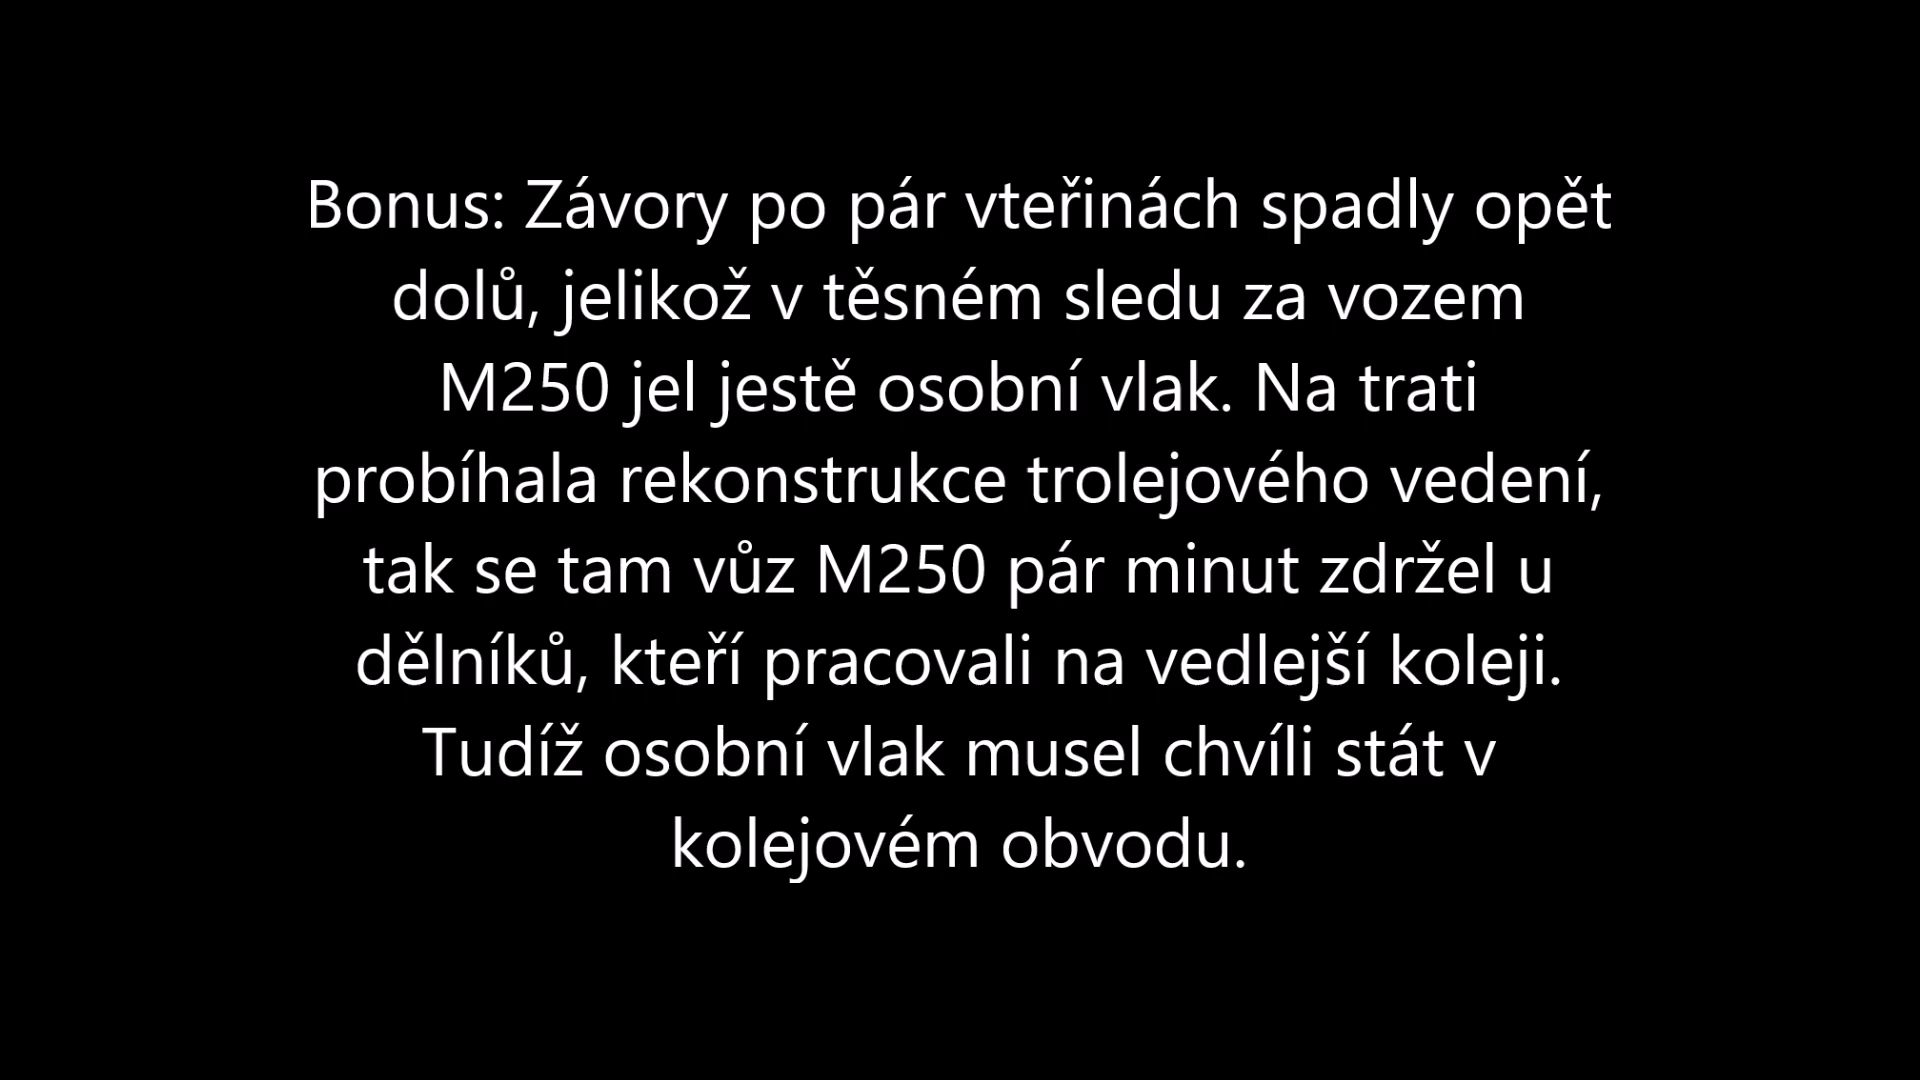 Bonus: Závory po pár vteřinách spadly opět
dolů, jelikož v těsném sledu za vozem
M250 jel jestě osobní vlak. Na trati
probíhala rekonstrukce trolejového vedení,
tak se tam vůz M250 pár minut zdržel u
dělníků, kteří pracovali na vedlejší koleji.
Tudíž osobní vlak musel chvíli stát v
kolejovém obvodu.